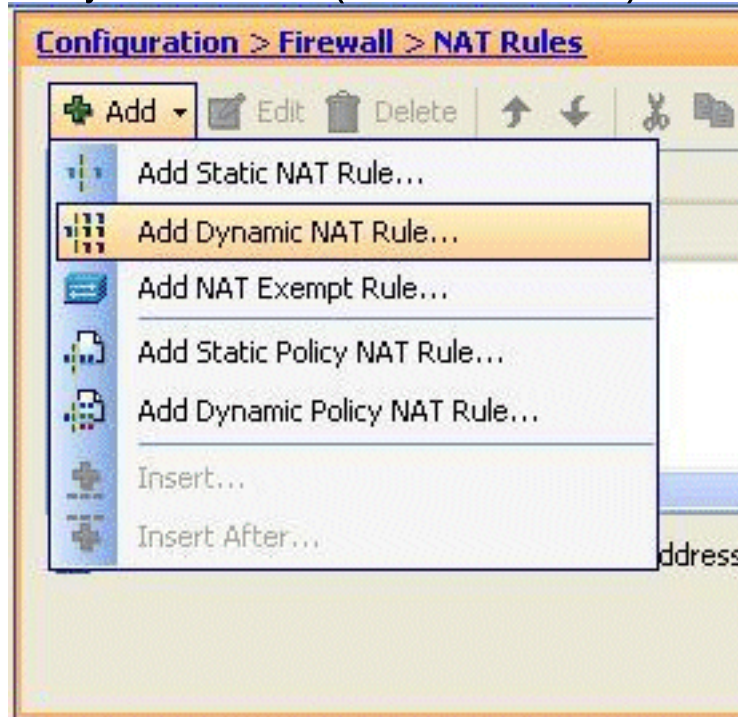 Configuration > Firewall > NAT Rules
Add Edit Delete
Add Static NAT Rule...
Add Dynamic NAT Rule...
Add NAT Exempt Rule...
Add Static Policy NAT Rule...
Add Dynamic Policy NAT Rule...
Insert...
Insert After...
ddress